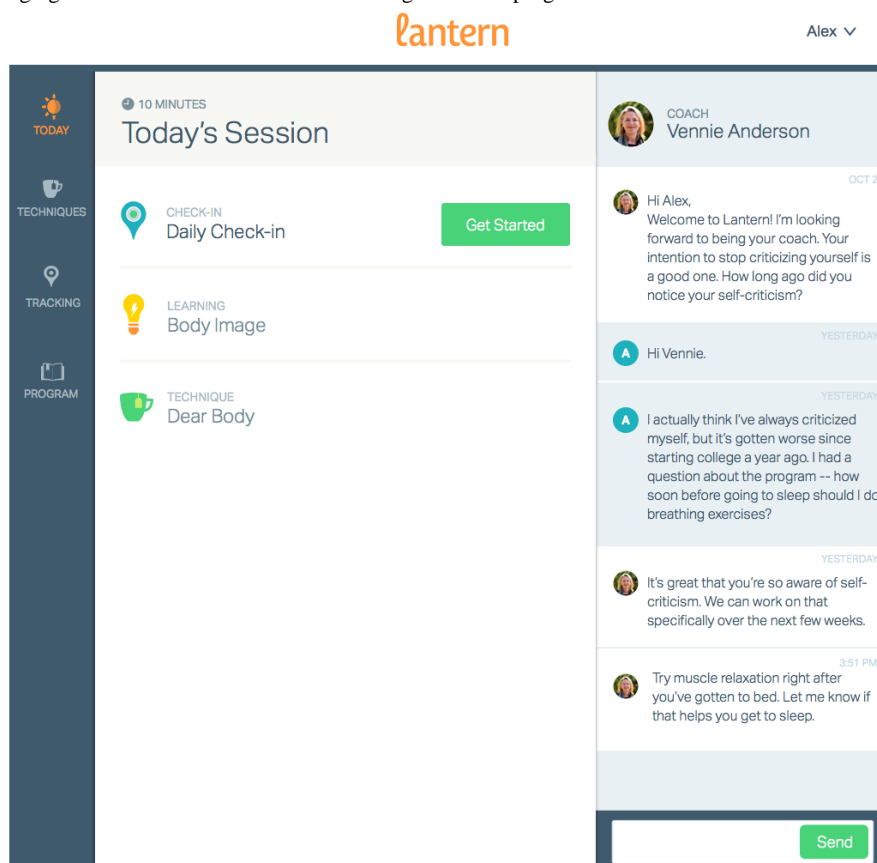 lantern
Alex
TODAY
TECHNIQUES
TRACKING
PROGRAM
10 MINUTES
Today's Session
CHECK-IN
Daily Check-in
Get Started
LEARNING
Body Image
TECHNIQUE
Dear Body
COACH
Vennie Anderson
OCT 2
Hi Alex,
Welcome to Lantern! I'm looking
forward to being your coach. Your
intention to stop criticizing yourself is
a good one. How long ago did you
notice your self-criticism?
YESTERDAY
A
Hi Vennie.
YESTERDAY
A
I actually think I've always criticized
myself, but it's gotten worse since
starting college a year ago. I had a
question about the program -- how
soon before going to sleep should I do
breathing exercises?
YESTERDAY
It's great that you're so aware of self-
criticism. We can work on that
specifically over the next few weeks.
3:51 PM
Try muscle relaxation right after
you've gotten to bed. Let me know if
that helps you get to sleep.
Send